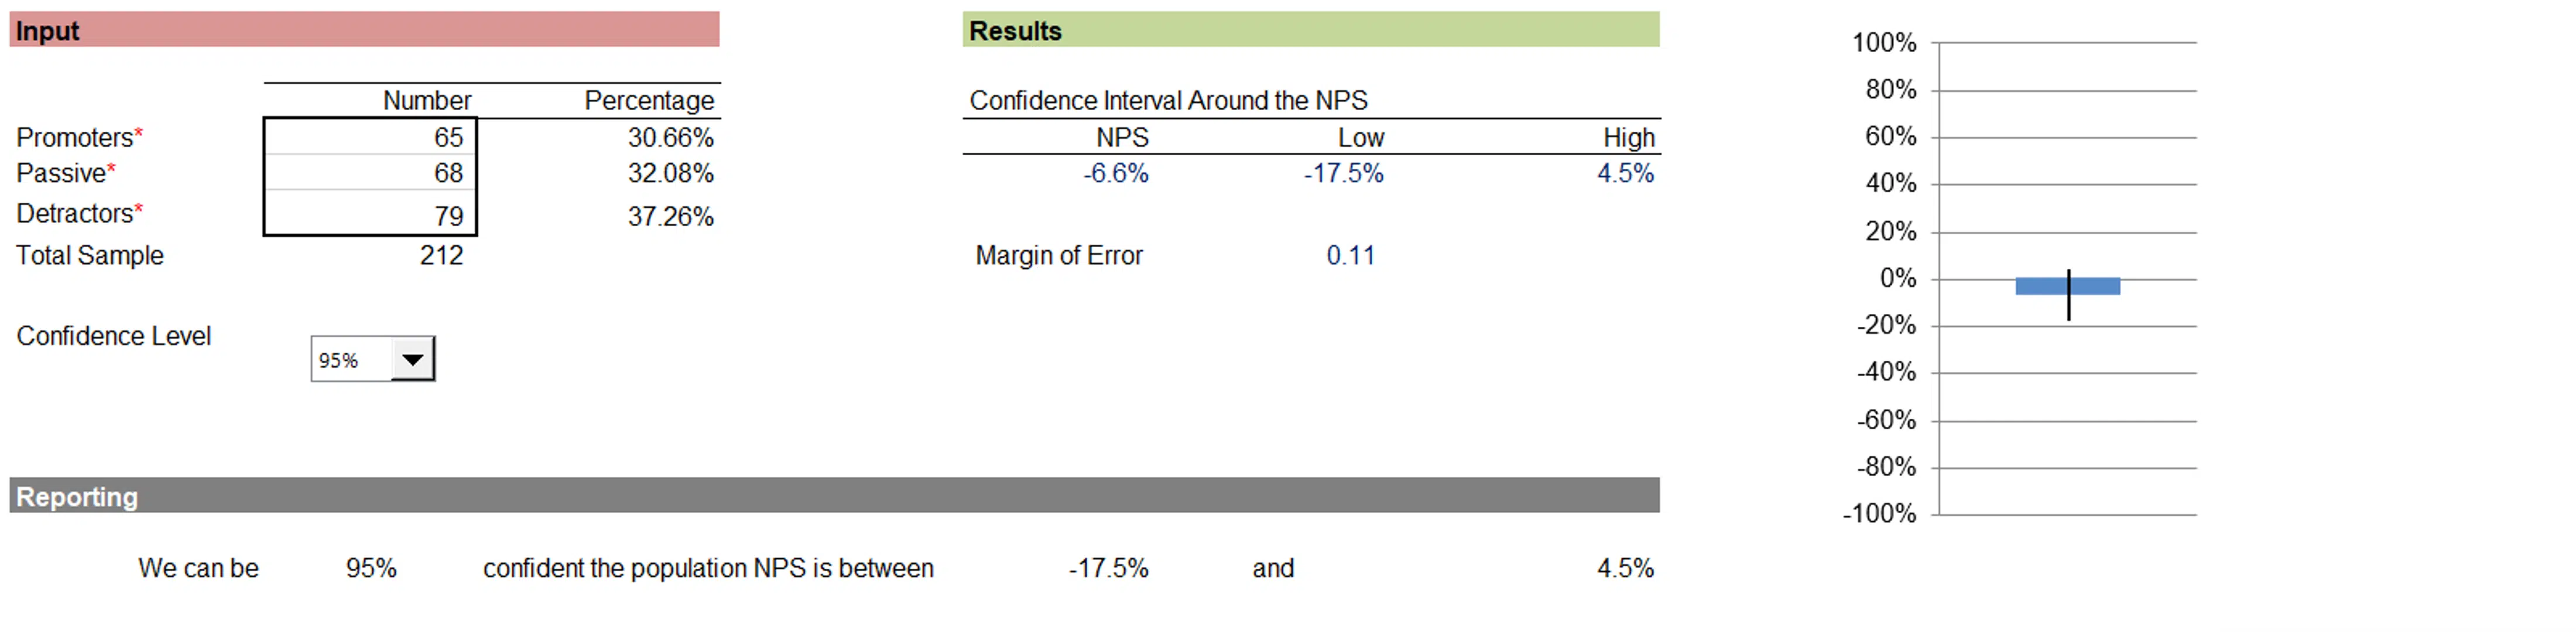 Input
Number Percentage
Promoters* 65 30.66%
Passive* 68 32.08%
Detractors* 79 37.26%
Total Sample 212
Confidence Level
95%
Results
Confidence Interval Around the NPS
NPS Low High
-6.6% -17.5% 4.5%
Margin of Error 0.11
100%
80%
60%
40%
20%
0%
-20%
-40%
-60%
-80%
-100%
Reporting
We can be 95% confident the population NPS is between -17.5% and 4.5%